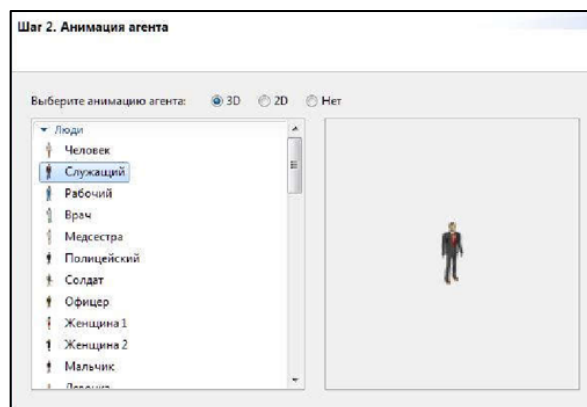 Шаг 2. Анимация агента
Выберите анимацию агента: 3D 2D Нет
Люди
Человек
Служащий
Рабочий
Врач
Медсестра
Полицейский
Солдат
Офицер
Женщина 1
Женщина 2
Мальчик